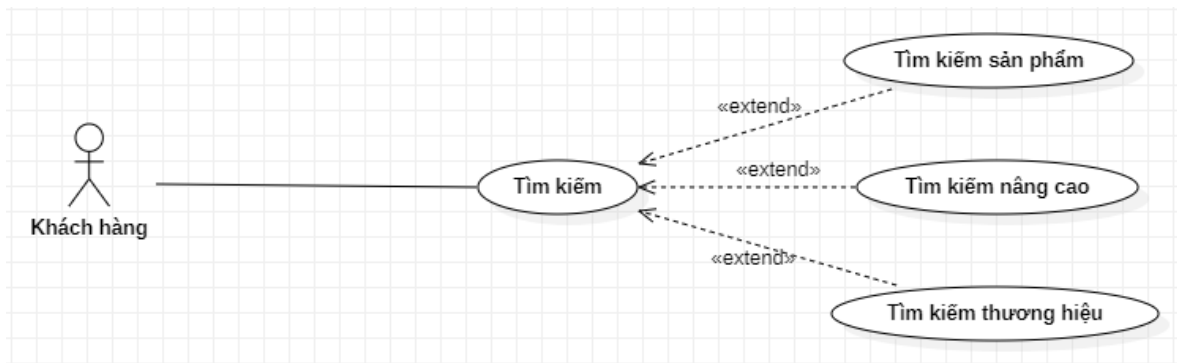 Tìm kiếm sản phẩm
«extend»
«extend»
Tìm kiếm
Tìm kiếm nâng cao
Khách hàng
«extend»
Tìm kiếm thương hiệu